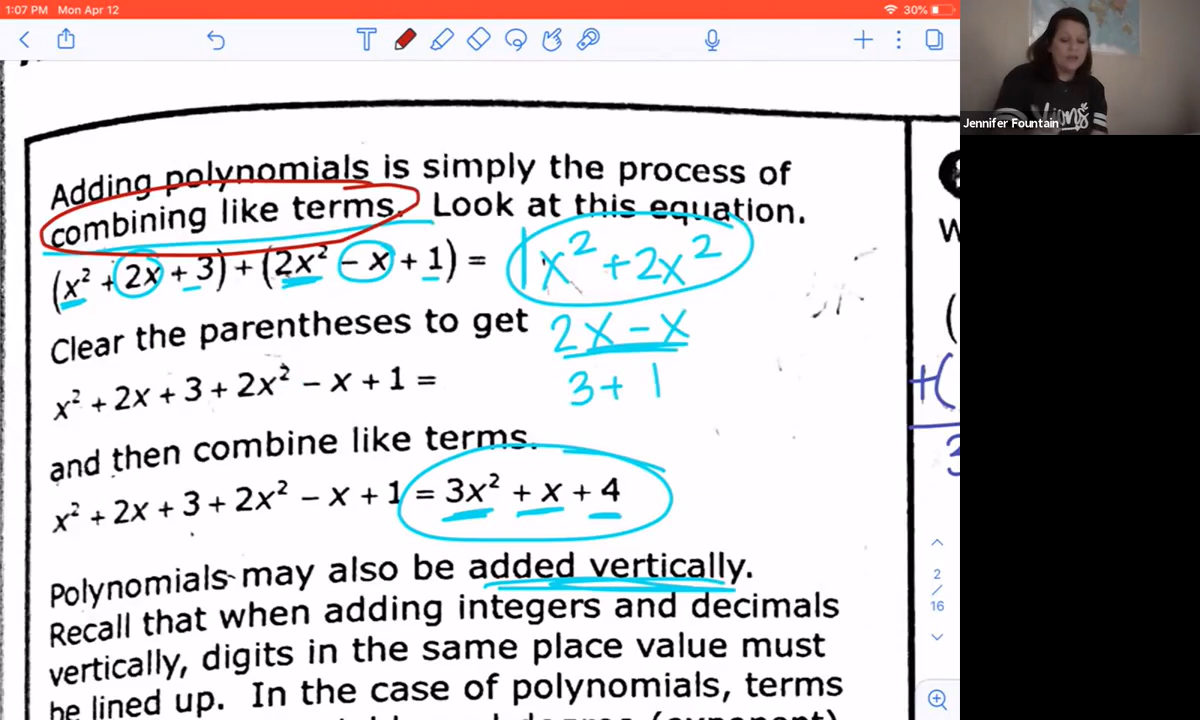 1:07 PM Mon Apr 12
30%
Adding polynomials is simply the process of
combining like terms. Look at this equation.
(x² + 2x + 3) + (2x² − x + 1) = 1x² + 2x²
Clear the parentheses to get
2x − x
x² + 2x + 3 + 2x² − x + 1 =
3 + 1
and then combine like terms.
x² + 2x + 3 + 2x² − x + 1 = 3x² + x + 4
Polynomials may also be added vertically.
Recall that when adding integers and decimals
vertically, digits in the same place value must
be lined up. In the case of polynomials, terms
+(
3
2
/
16
Jennifer Fountain